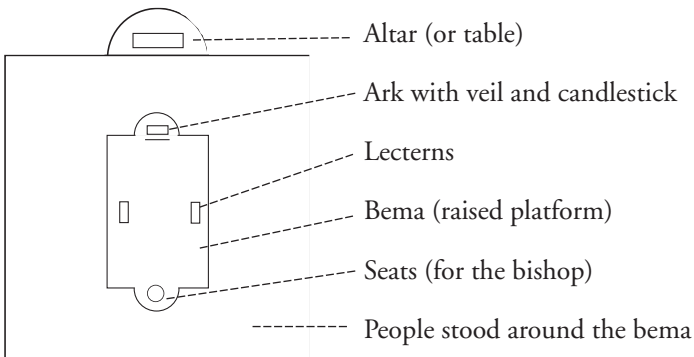 Altar (or table)
Ark with veil and candlestick
Lecterns
Bema (raised platform)
Seats (for the bishop)
People stood around the bema